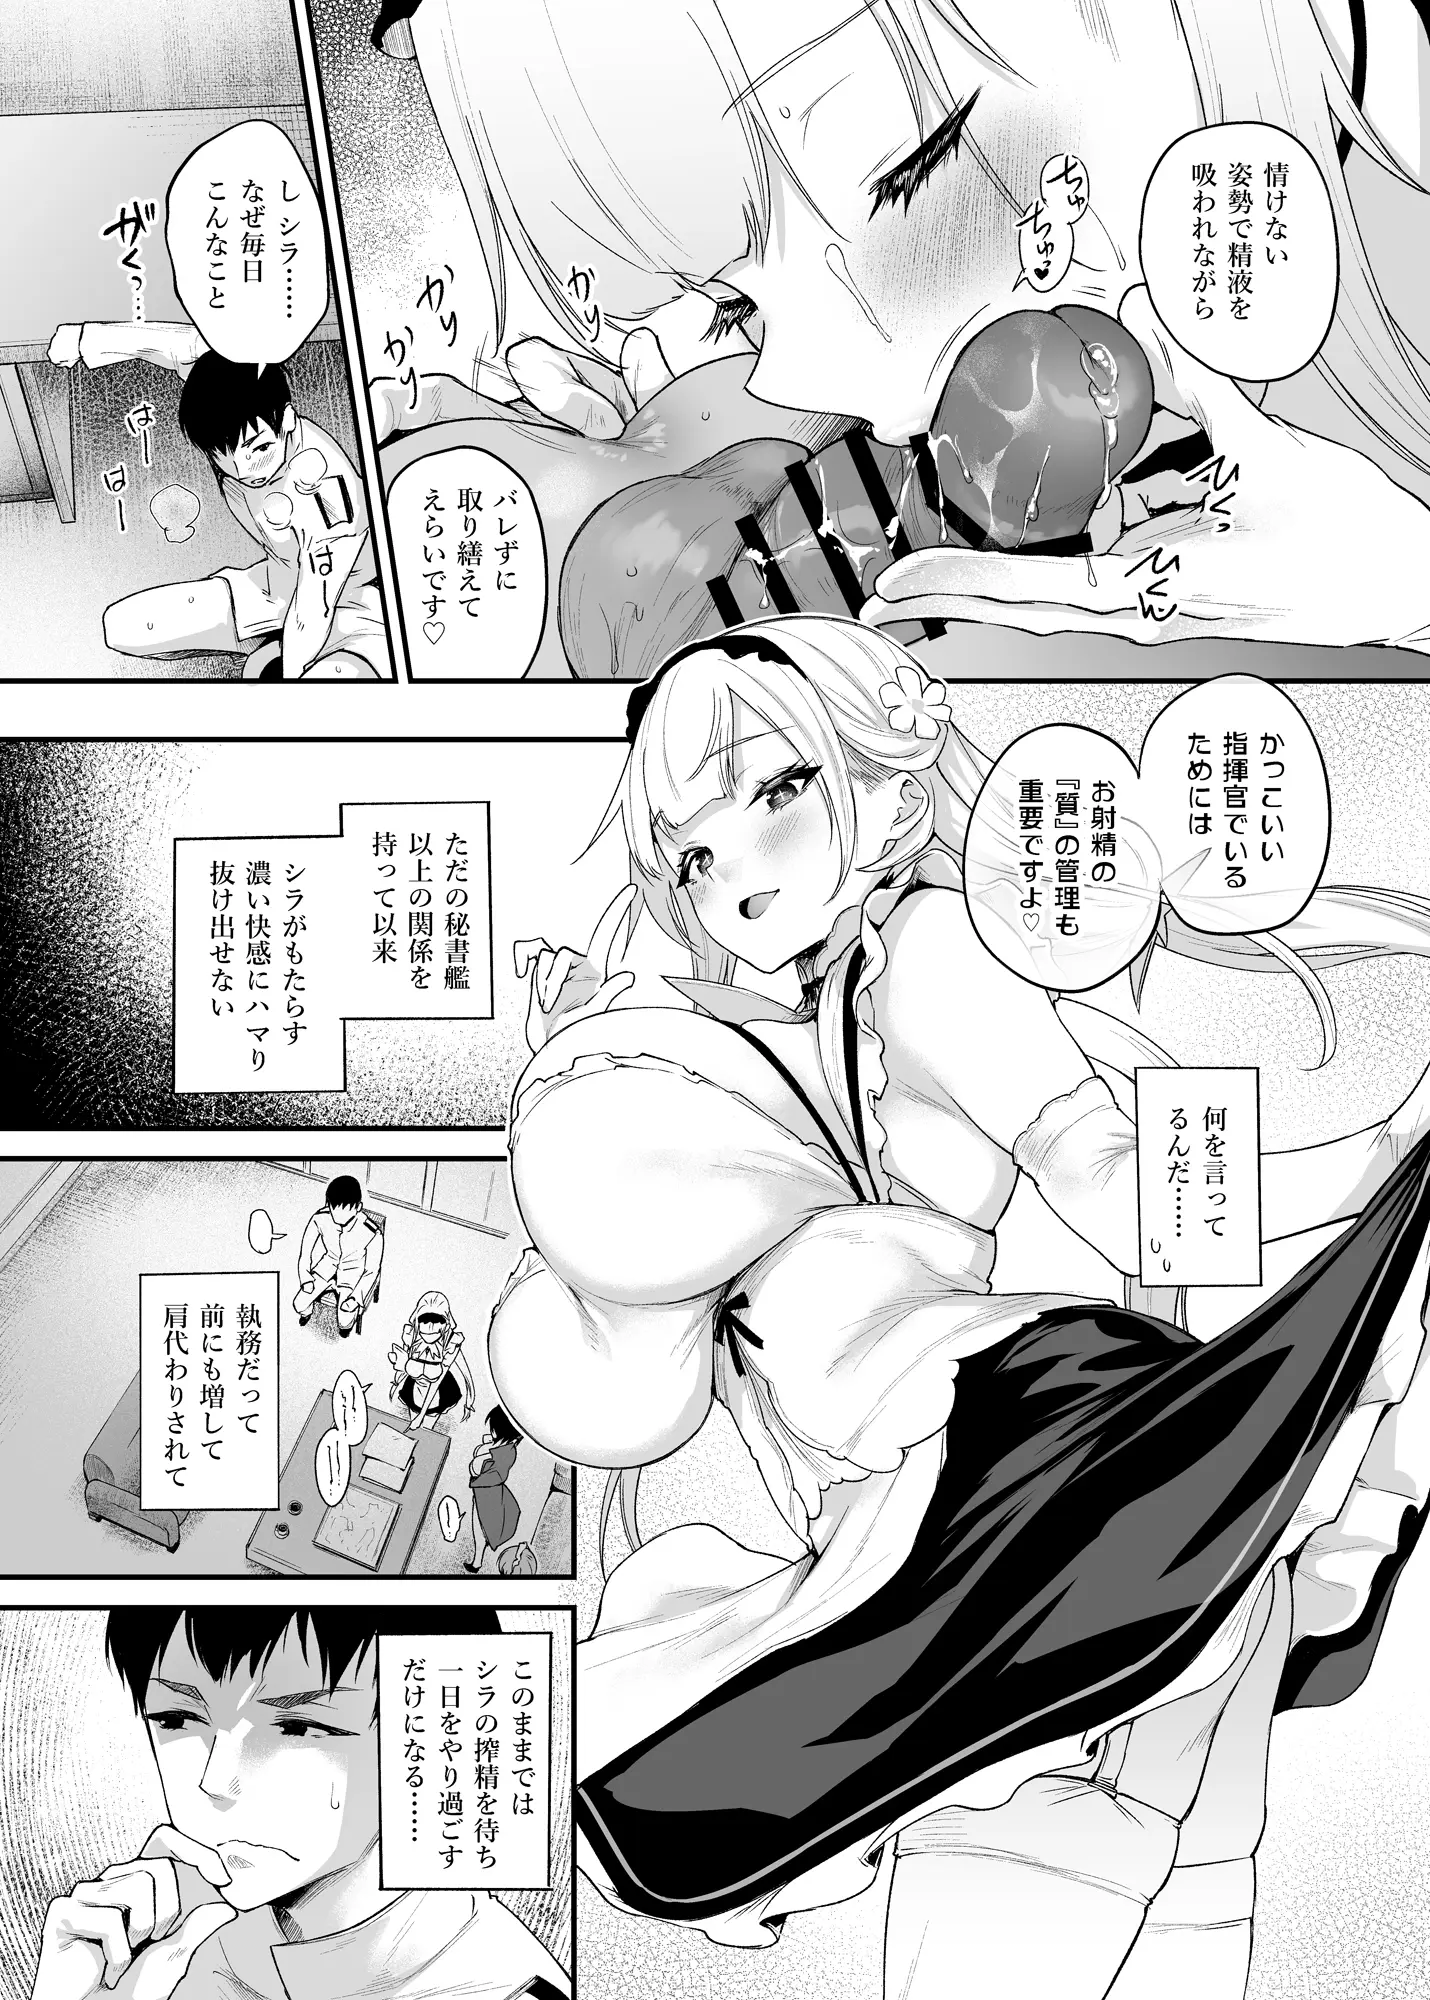 情けない
姿勢で精液を
吸われながら
ちゅ
ちゅっ♥
バレずに
取り繕えて
えらいです♡
かり
かり
かり
かり
びくんっ
し シラ……
なぜ毎日
こんなこと
がくっ…
はー
はー
はー
かっこいい
指揮官でいる
ためには
お射精の
『質』の管理も
重要ですよ♡
何を言って
るんだ……
ただの秘書艦
以上の関係を
持って以来
シラがもたらす
濃い快感にハマり
抜け出せない
執務だって
前にも増して
肩代わりされて
このままでは
シラの搾精を待ち
一日をやり過ごす
だけになる……